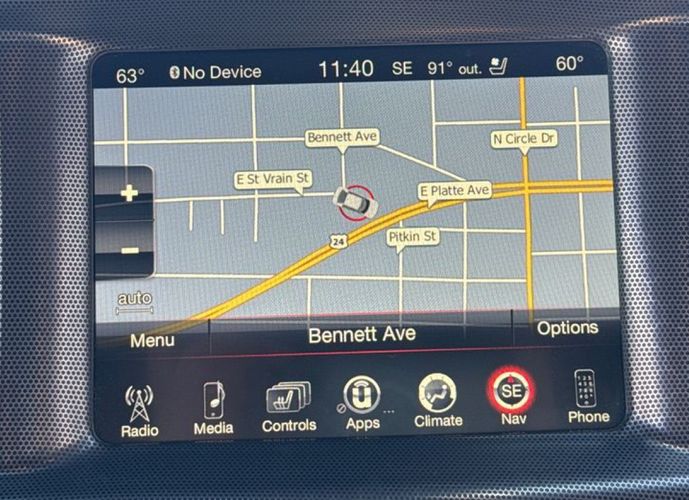 63° No Device 11:40 SE 91° out. 60°
Bennett Ave
N Circle Dr
E St Vrain St
E Platte Ave
+
24
Pitkin St
−
auto
Menu Bennett Ave Options
SE
Radio Media Controls Apps ... Climate Nav Phone